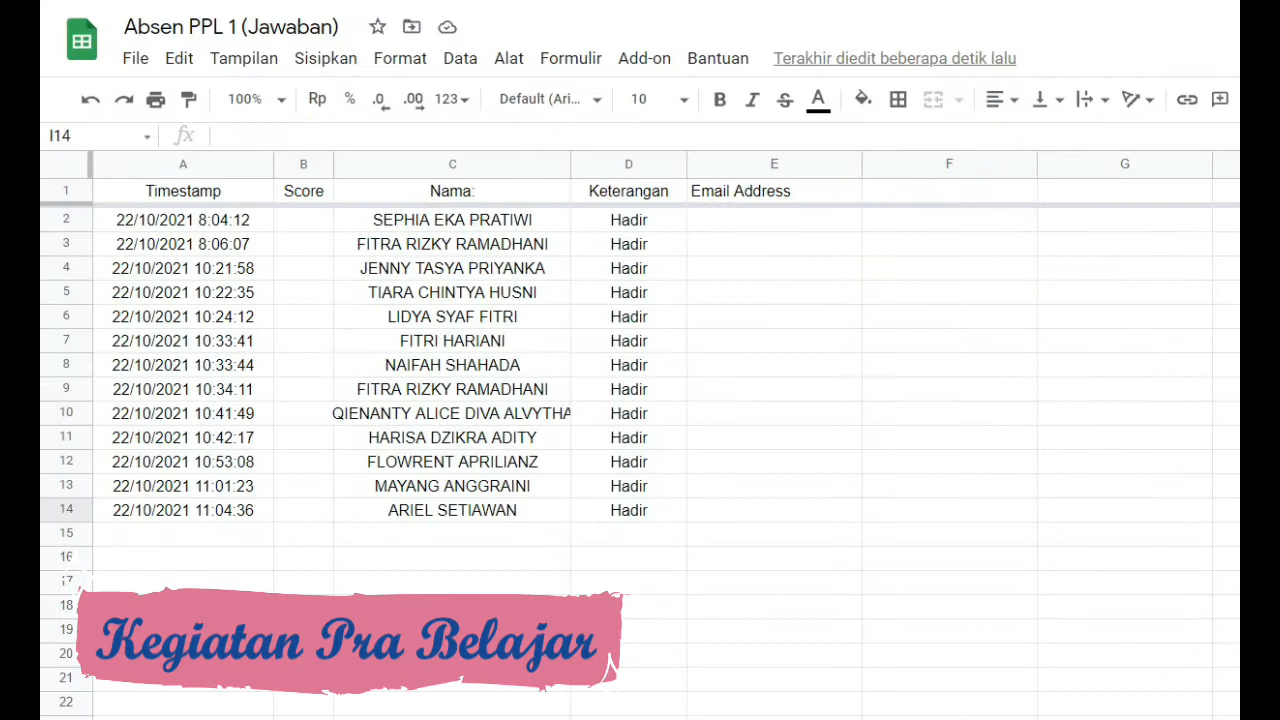 Absen PPL 1 (Jawaban)
File Edit Tampilan Sisipkan Format Data Alat Formulir Add-on Bantuan Terakhir diedit beberapa detik lalu
100% Rp % .0 .00 123 Default (Ari... 10 B I S A
I14 fx
A B C D E F G
1 Timestamp Score Nama: Keterangan Email Address
2 22/10/2021 8:04:12 SEPHIA EKA PRATIWI Hadir
3 22/10/2021 8:06:07 FITRA RIZKY RAMADHANI Hadir
4 22/10/2021 10:21:58 JENNY TASYA PRIYANKA Hadir
5 22/10/2021 10:22:35 TIARA CHINTYA HUSNI Hadir
6 22/10/2021 10:24:12 LIDYA SYAF FITRI Hadir
7 22/10/2021 10:33:41 FITRI HARIANI Hadir
8 22/10/2021 10:33:44 NAIFAH SHAHADA Hadir
9 22/10/2021 10:34:11 FITRA RIZKY RAMADHANI Hadir
10 22/10/2021 10:41:49 QIENANTY ALICE DIVA ALVYTHA Hadir
11 22/10/2021 10:42:17 HARISA DZIKRA ADITY Hadir
12 22/10/2021 10:53:08 FLOWRENT APRILIANZ Hadir
13 22/10/2021 11:01:23 MAYANG ANGGRAINI Hadir
14 22/10/2021 11:04:36 ARIEL SETIAWAN Hadir
15
16
17
18
19
20
21
22
Kegiatan Pra Belajar